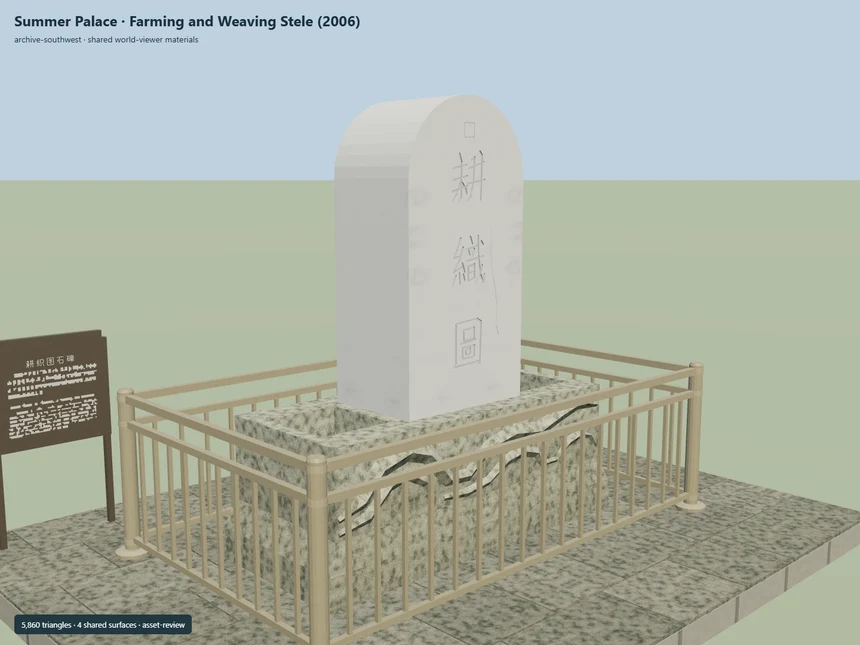 Summer Palace · Farming and Weaving Stele (2006)
archive-southwest · shared world-viewer materials
耕
織
圖
耕织图石碑
5,860 triangles · 4 shared surfaces · asset-review